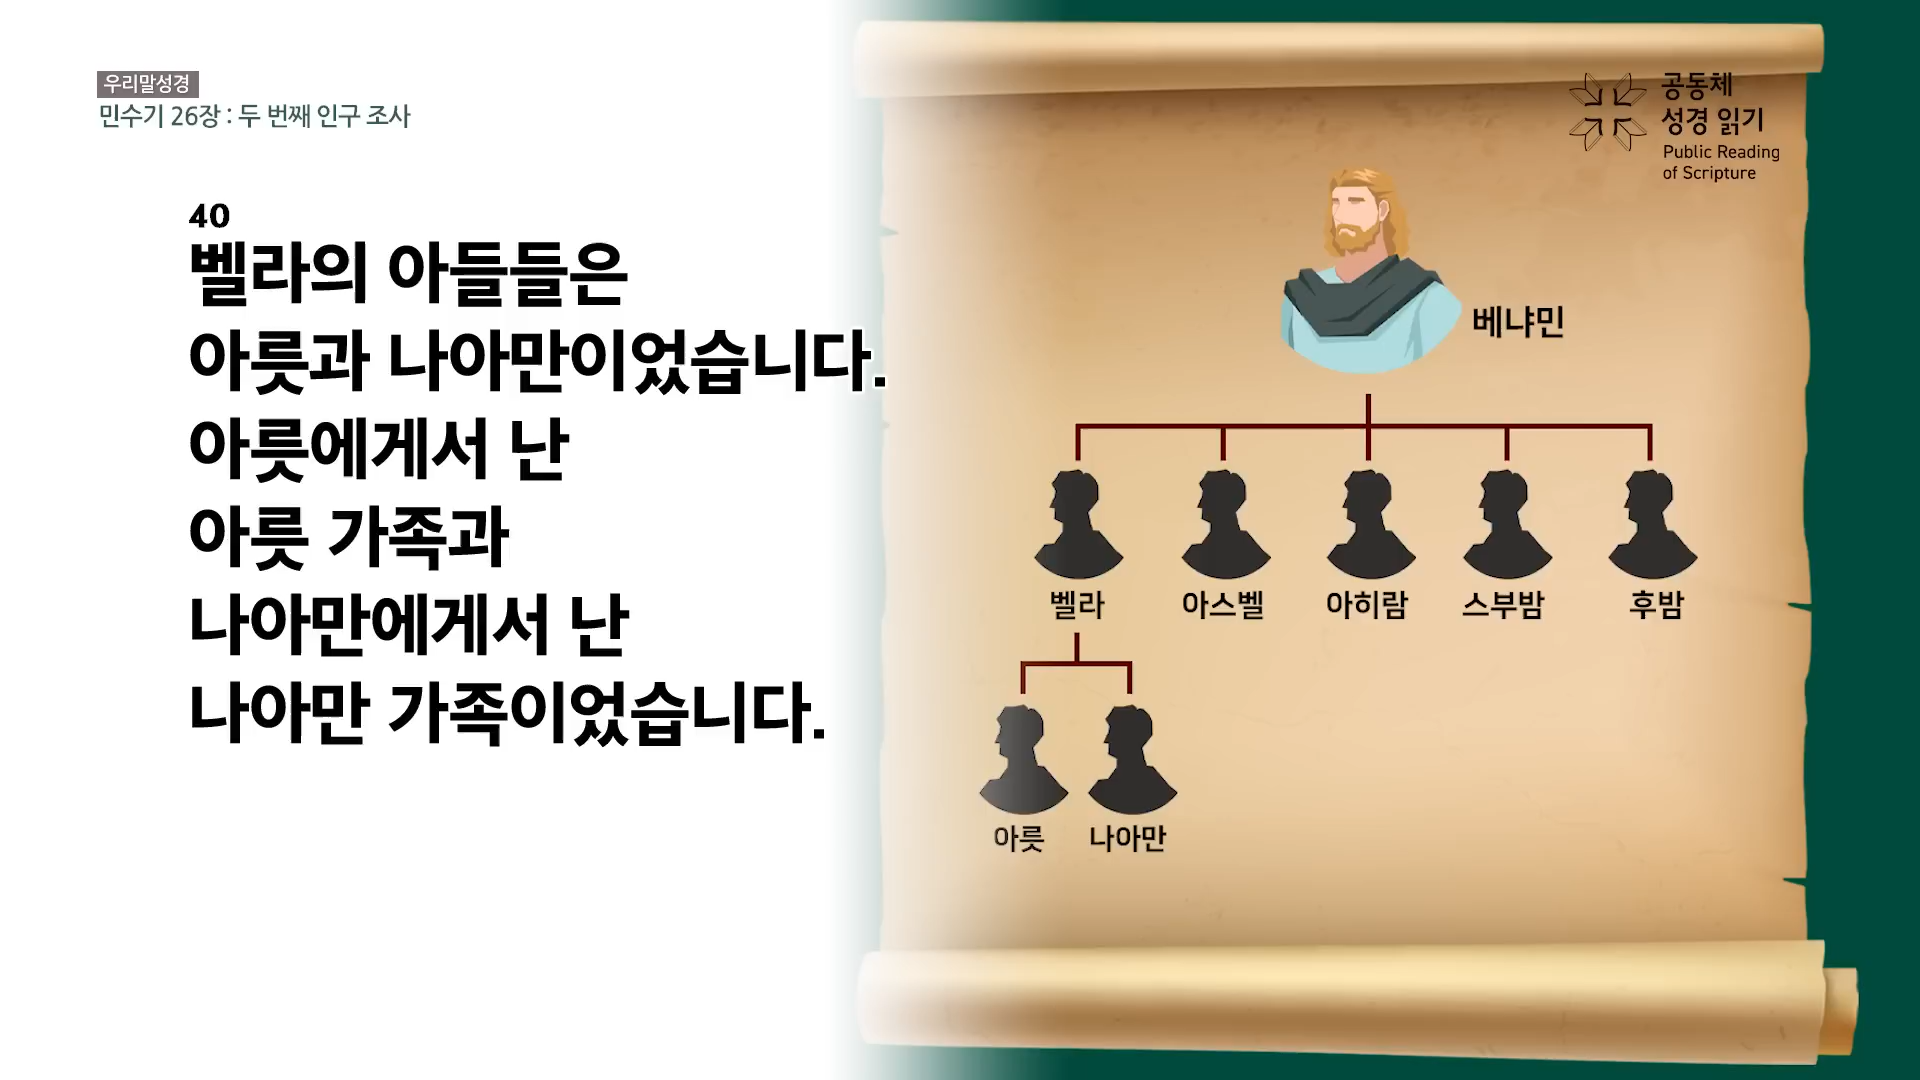 우리말성경
민수기 26장 : 두 번째 인구 조사
40
벨라의 아들들은
아룻과 나아만이었습니다.
아룻에게서 난
아룻 가족과
나아만에게서 난
나아만 가족이었습니다.
공동체
성경 읽기
Public Reading
of Scripture
베냐민
벨라
아스벨
아히람
스부밤
후밤
아룻
나아만